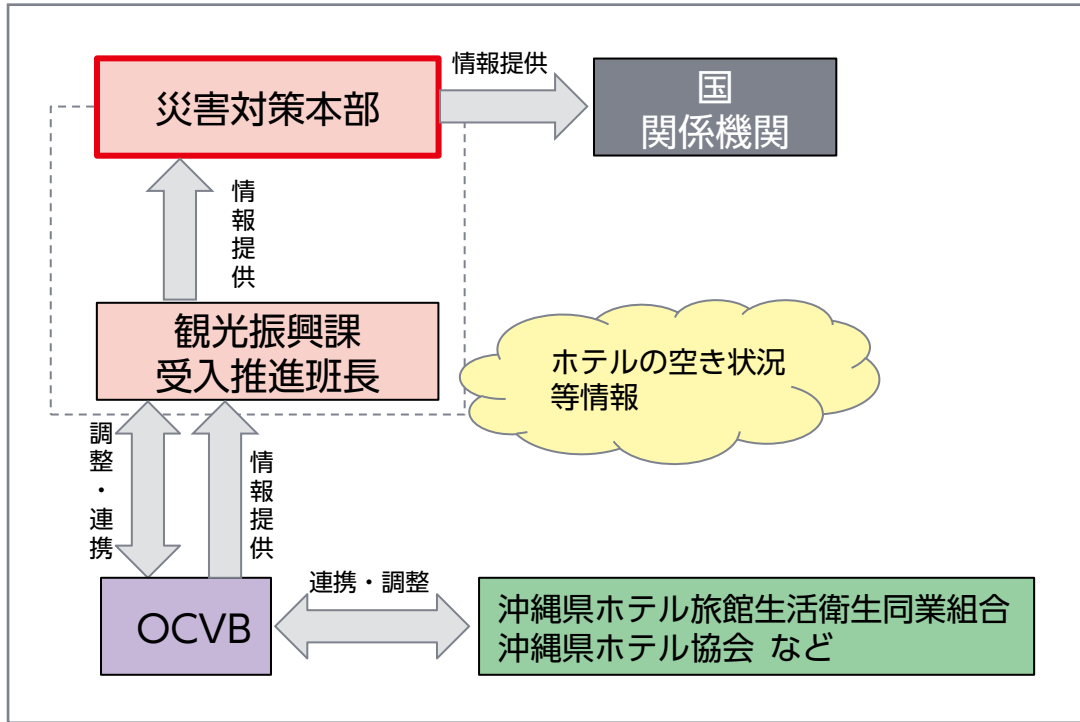 災害対策本部
情報提供
国
関係機関
情報提供
観光振興課
受入推進班長
ホテルの空き状況
等情報
調整・連携
情報提供
OCVB
連携・調整
沖縄県ホテル旅館生活衛生同業組合
沖縄県ホテル協会 など